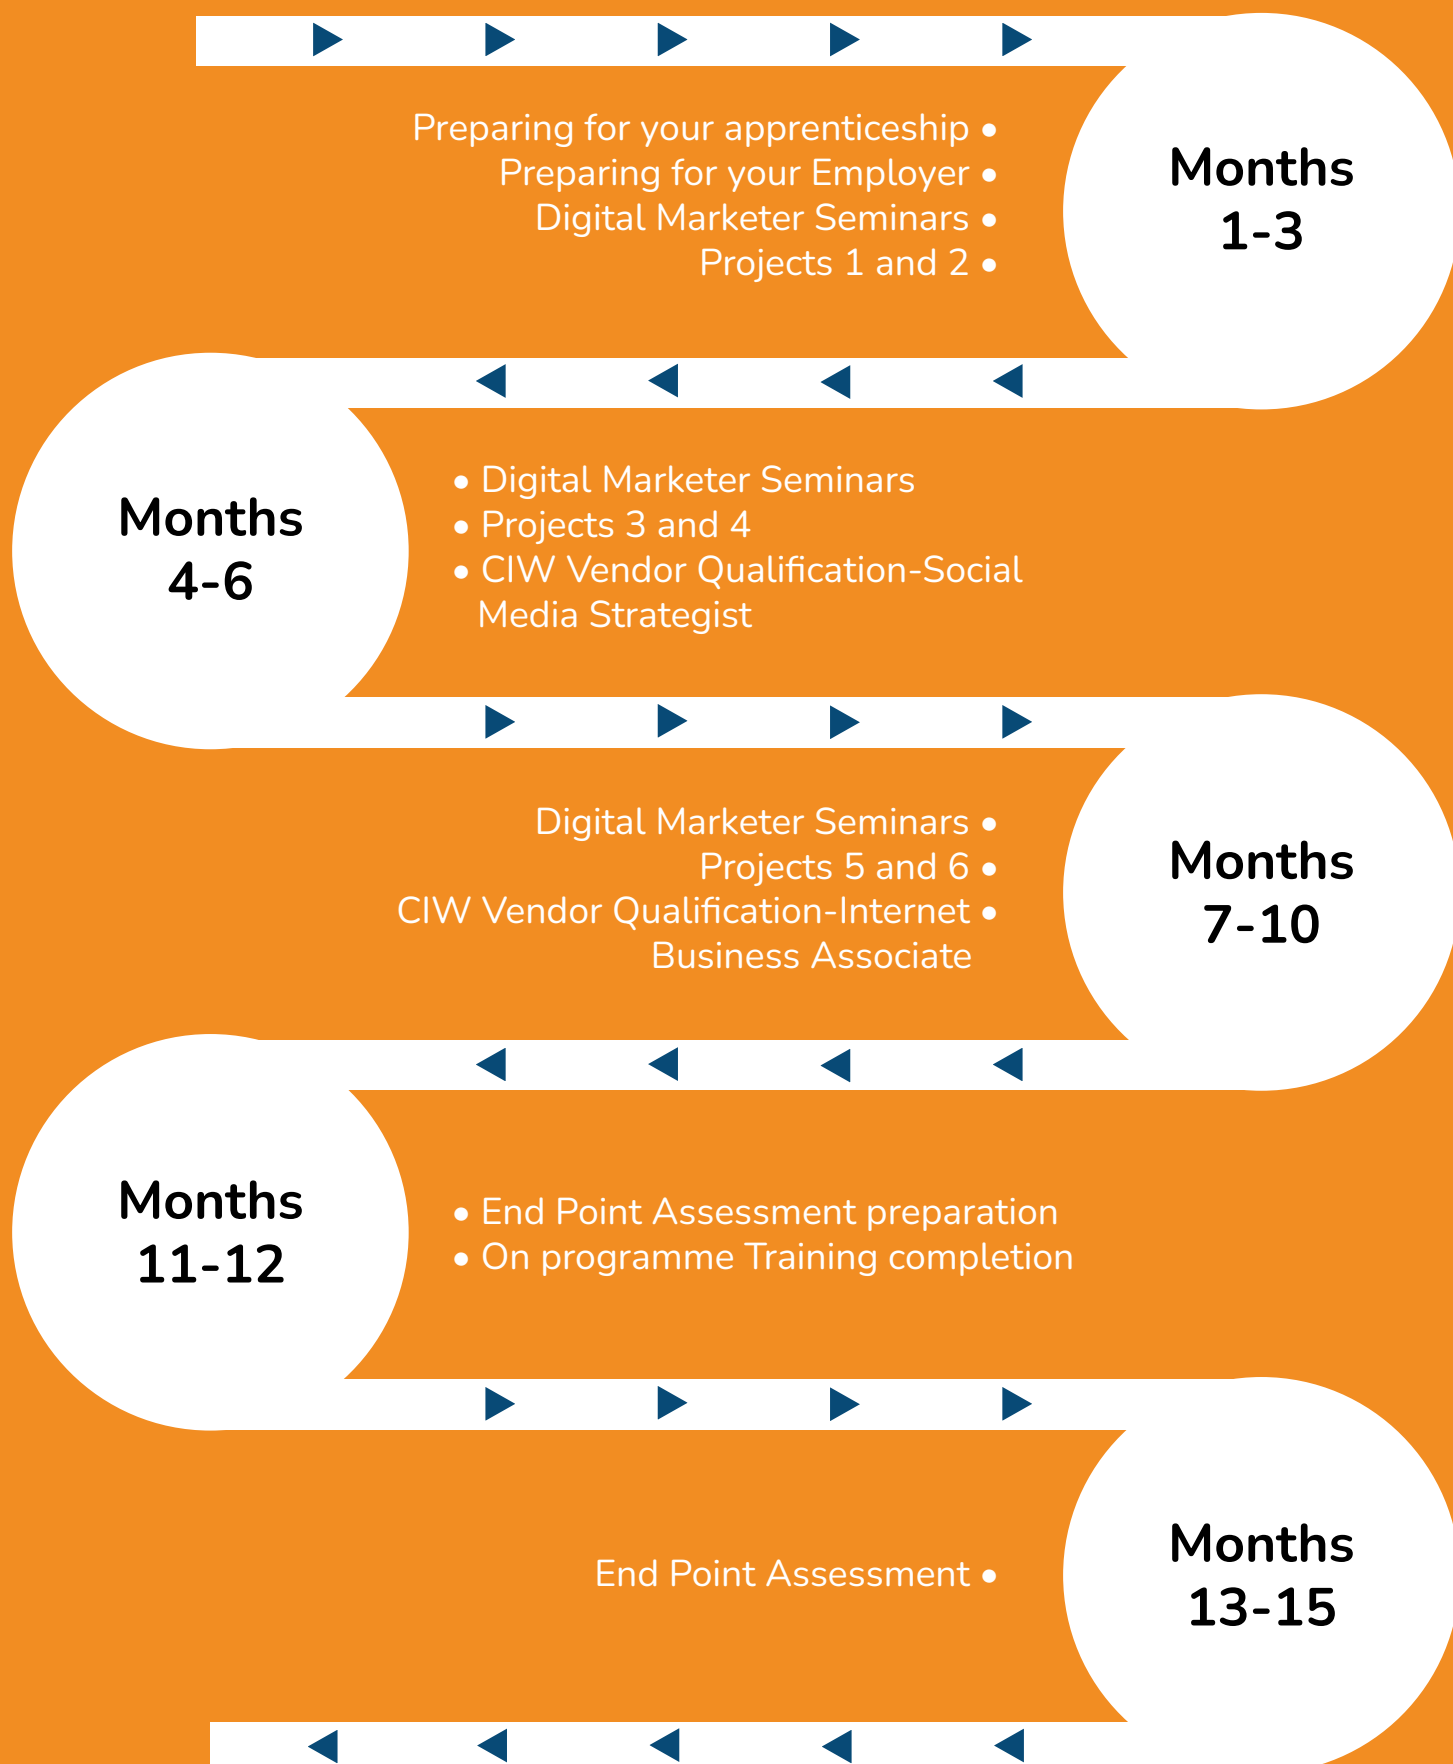 Preparing for your apprenticeship •
Preparing for your Employer •
Digital Marketer Seminars •
Projects 1 and 2 •
Months
1-3
Months
4-6
• Digital Marketer Seminars
• Projects 3 and 4
• CIW Vendor Qualification-Social
Media Strategist
Digital Marketer Seminars •
Projects 5 and 6 •
CIW Vendor Qualification-Internet •
Business Associate
Months
7-10
Months
11-12
• End Point Assessment preparation
• On programme Training completion
End Point Assessment •
Months
13-15